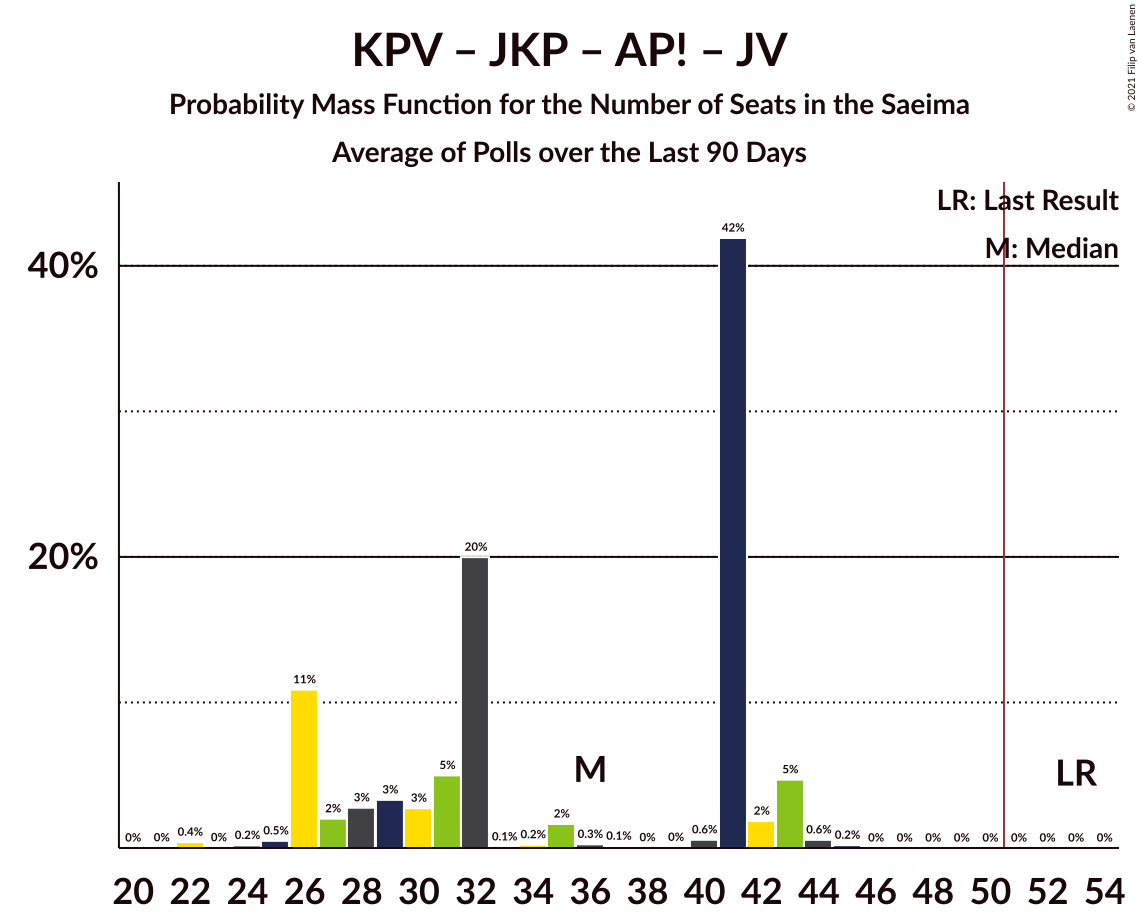 KPV – JKP – AP! – JV
Probability Mass Function for the Number of Seats in the Saeima
Average of Polls over the Last 90 Days
© 2021 Filip van Laenen
LR: Last Result
M: Median
40%
20%
0% 0% 0.4% 0% 0.2% 0.5% 11% 2% 3% 3% 3% 5% 20% 0.1% 0.2% 2% 0.3% 0.1% 0% 0% 0.6% 42% 2% 5% 0.6% 0.2% 0% 0% 0% 0% 0% 0% 0% 0% 0%
M LR
20 22 24 26 28 30 32 34 36 38 40 42 44 46 48 50 52 54